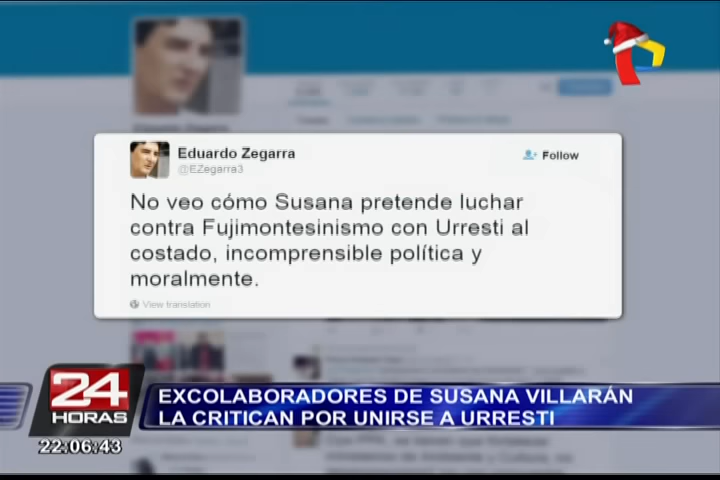 Eduardo Zegarra
@EZegarra3
Follow
No veo cómo Susana pretende luchar
contra Fujimontesinismo con Urresti al
costado, incomprensible política y
moralmente.
View translation
24
HORAS
EXCOLABORADORES DE SUSANA VILLARÁN
LA CRITICAN POR UNIRSE A URRESTI
22:06:43